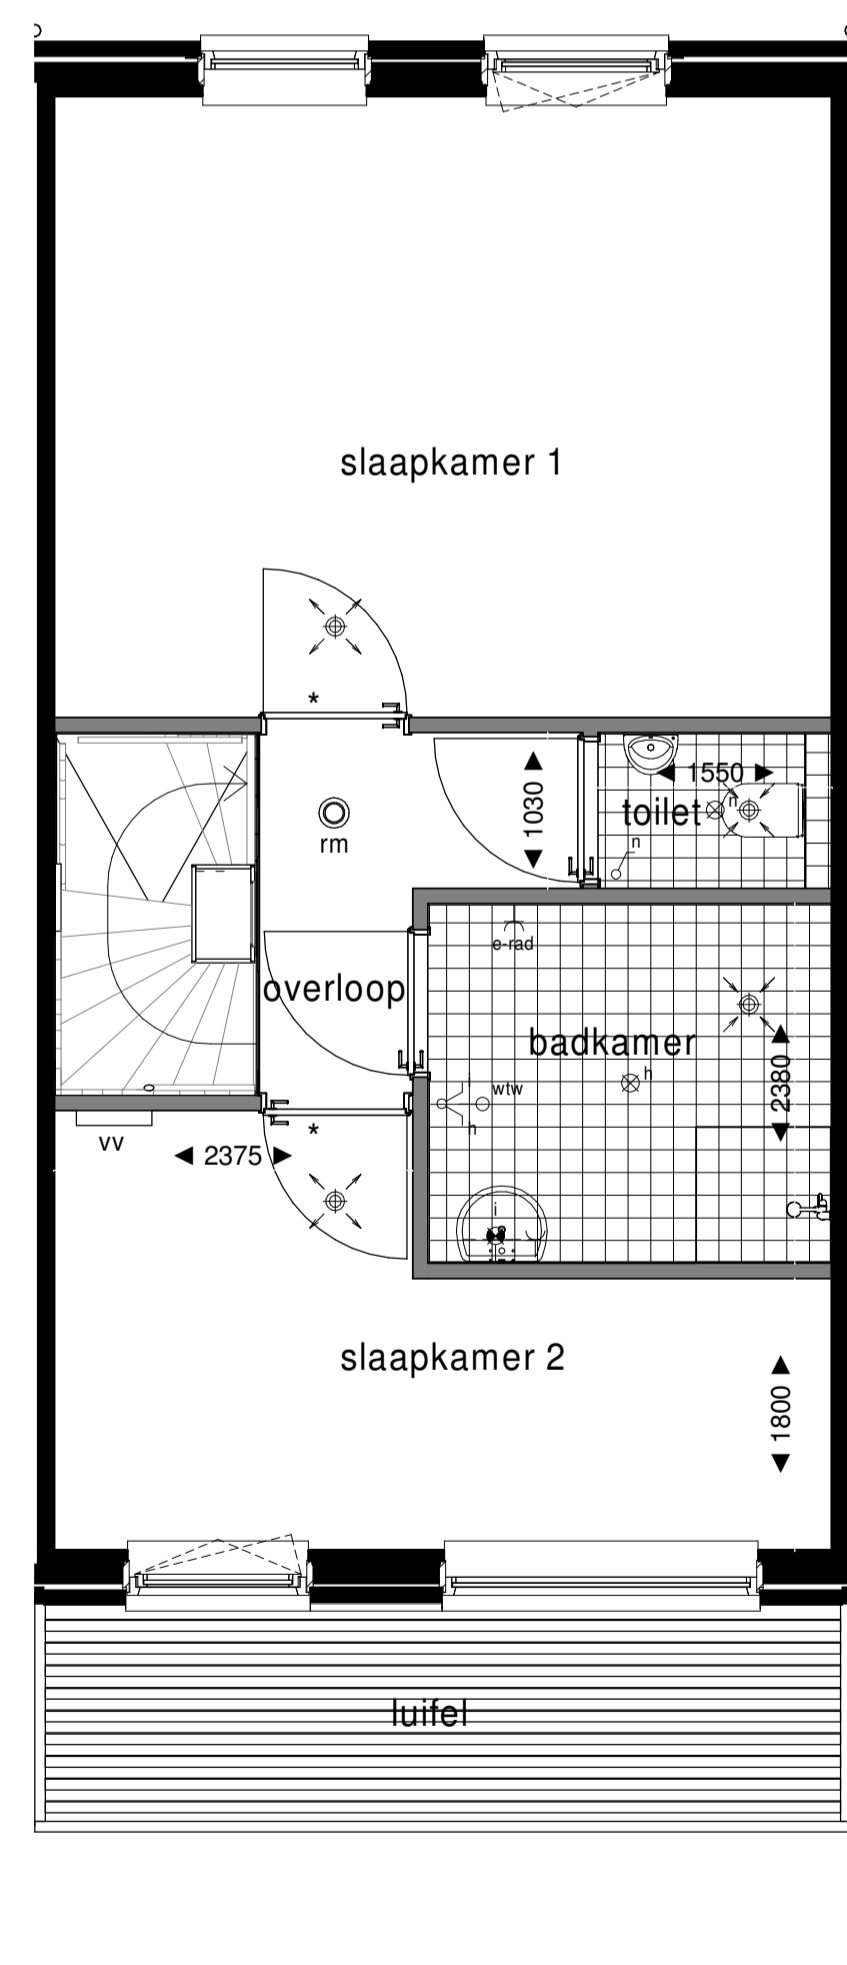 slaapkamer 1
*
1550
1030
toilet
n
n
rm
e-rad
overloop
badkamer
2380
h
i
wtw
h
vv
2375
*
i
slaapkamer 2
1800
luifel